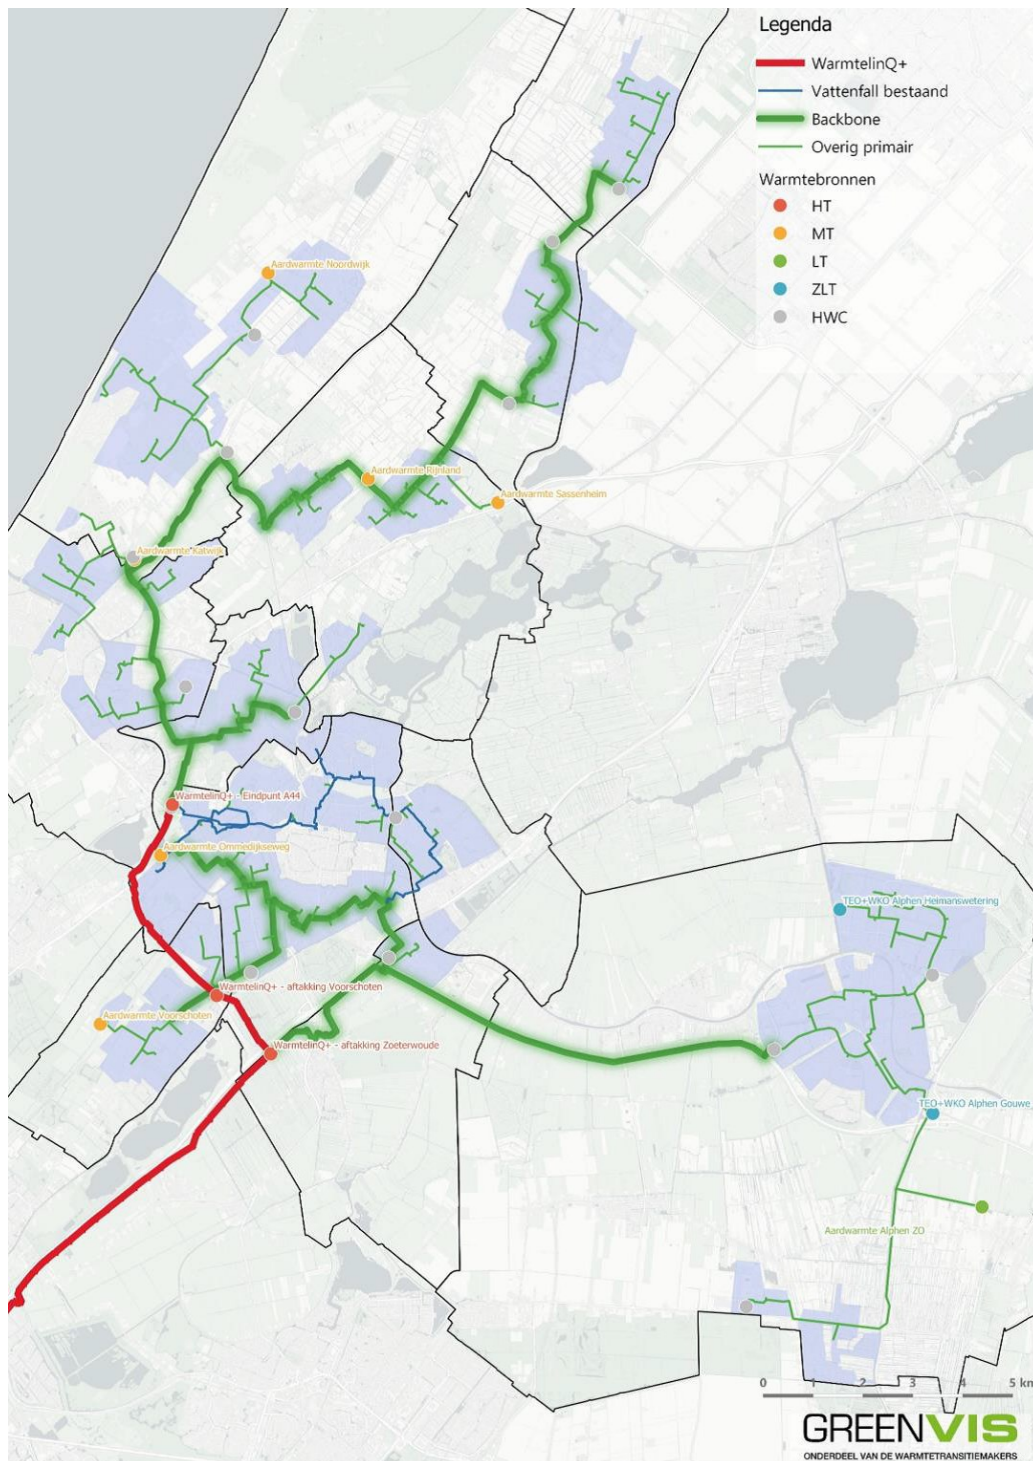 Legenda
WarmtelinQ+
Vattenfall bestaand
Backbone
Overig primair
Warmtebronnen
HT
MT
LT
ZLT
HWC
Aardwarmte Noordwijk
Aardwarmte Rijnland
Aardwarmte Sassenheim
Aardwarmte Katwijk
WarmtelinQ+ - Eindpunt A44
Aardwarmte Ommedijkseweg
TEO+WKO Alphen Heimanswetering
WarmtelinQ+ - aftakking Voorschoten
Aardwarmte Voorschoten
WarmtelinQ+ - aftakking Zoeterwoude
TEO+WKO Alphen Gouwe
Aardwarmte Alphen ZO
0 1 2 3 4 5 km
GREENVIS
ONDERDEEL VAN DE WARMTETRANSITIEMAKERS